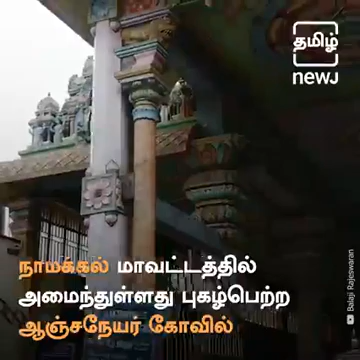 தமிழ்
newJ
நாமக்கல் மாவட்டத்தில்
அமைந்துள்ளது புகழ்பெற்ற
ஆஞ்சநேயர் கோவில்
Balaji Rajeswaran